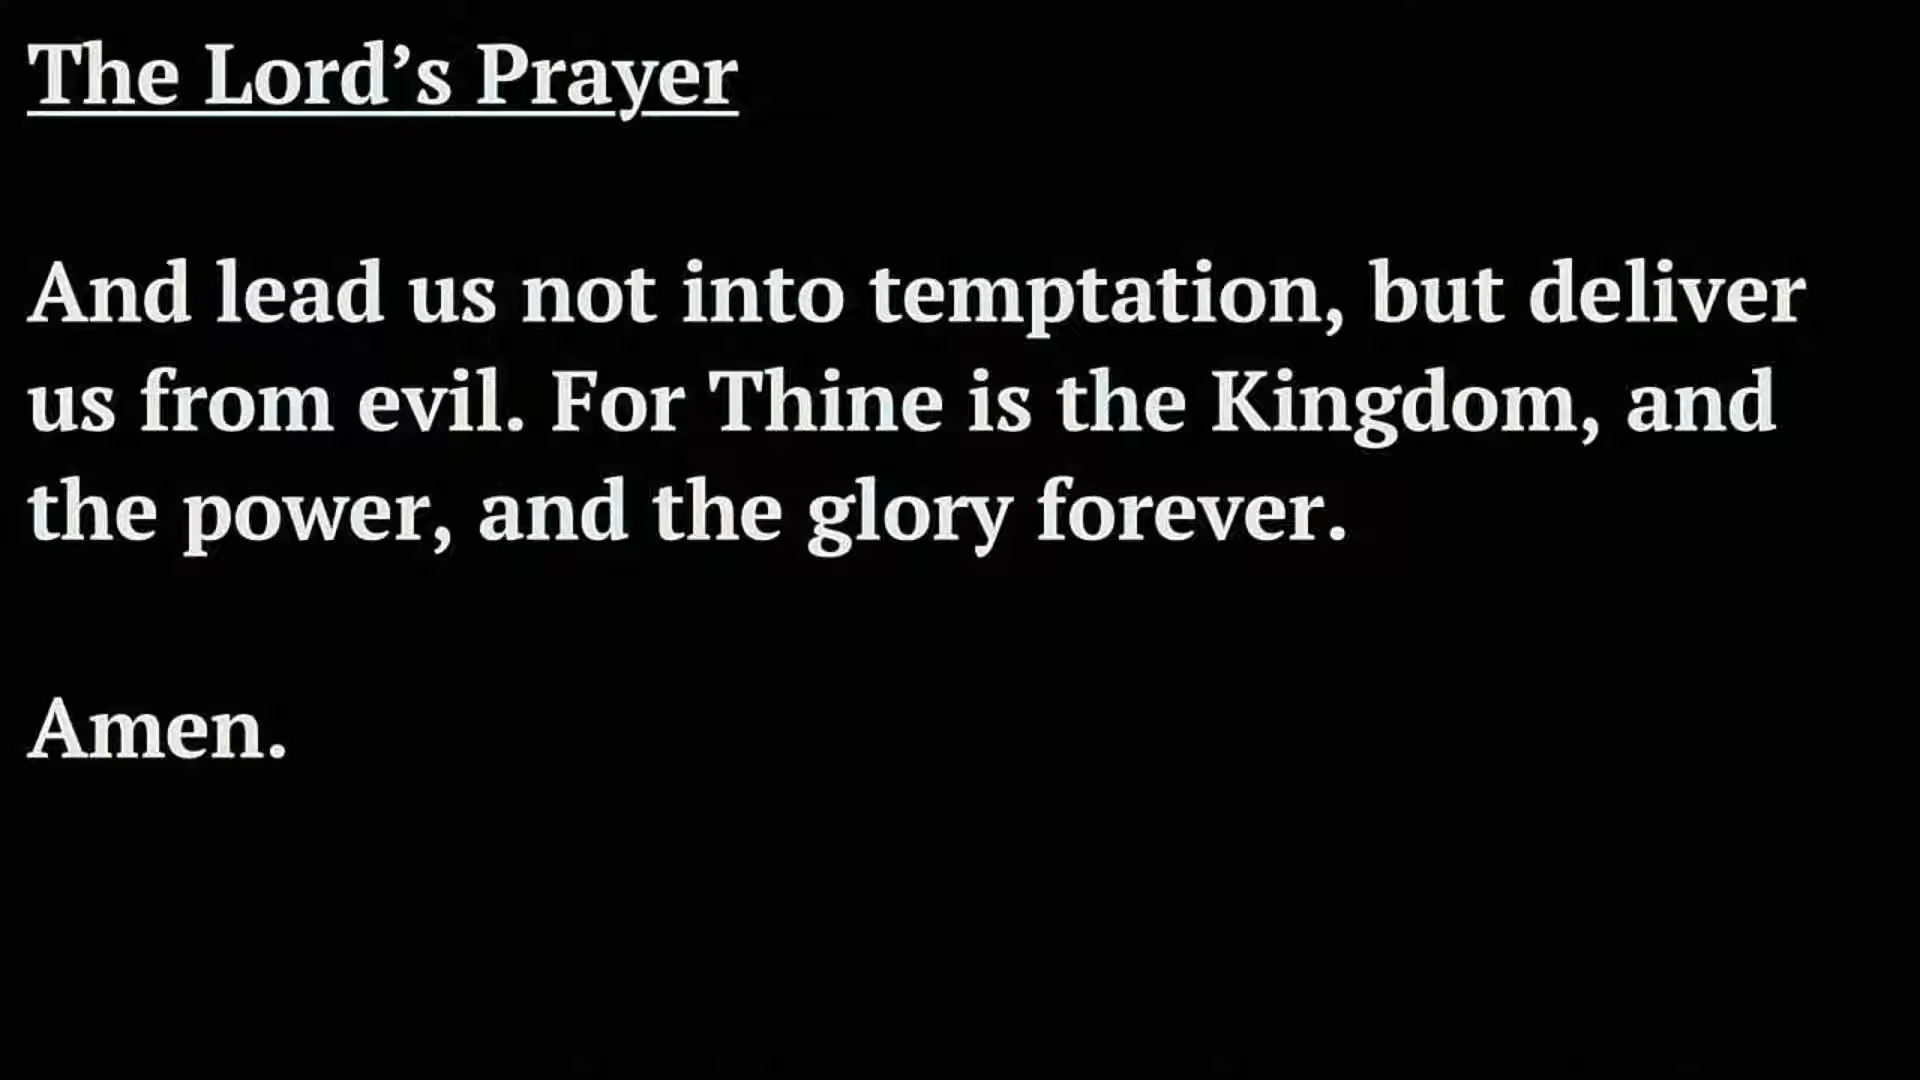 The Lord’s Prayer
And lead us not into temptation, but deliver
us from evil. For Thine is the Kingdom, and
the power, and the glory forever.
Amen.